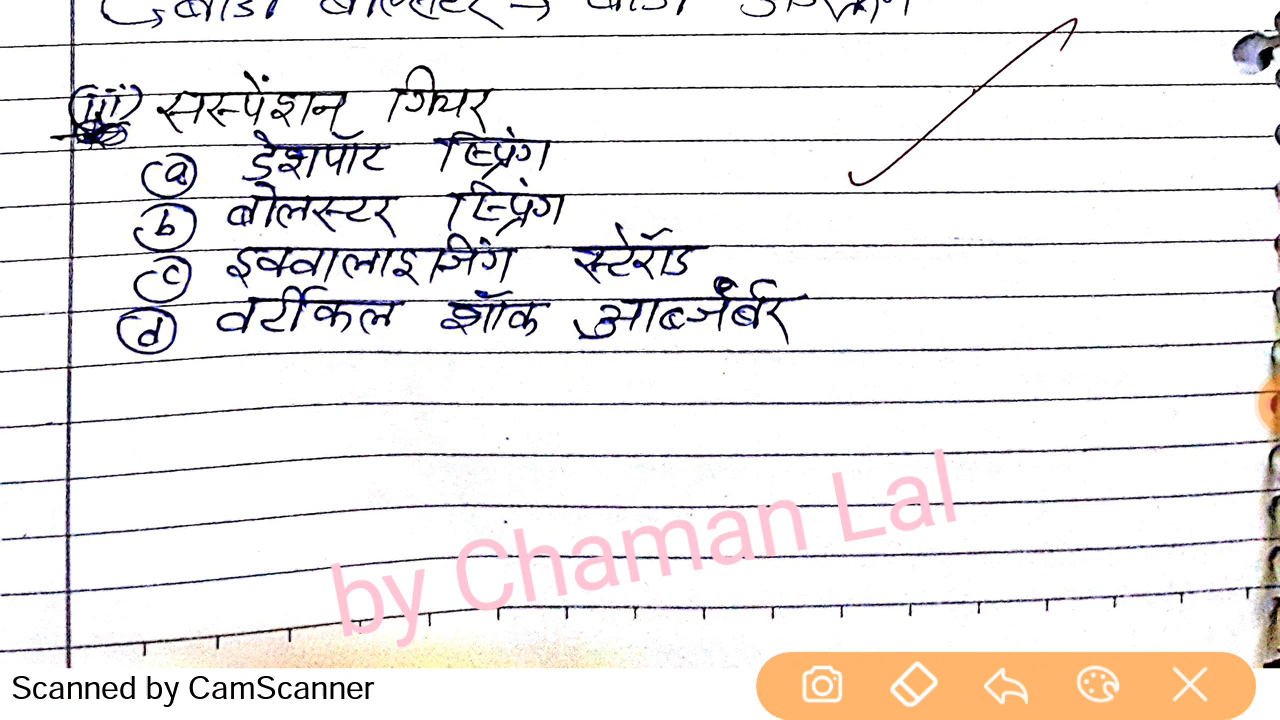 (iii) सस्पेंशन गियर
(a) डेशपॉट स्प्रिंग
(b) बोलस्टर स्प्रिंग
(c) इक्वालाइजिंग स्टेरॉड
(d) वर्टीकल शॉक आब्जर्बर
by Chaman Lal
Scanned by CamScanner